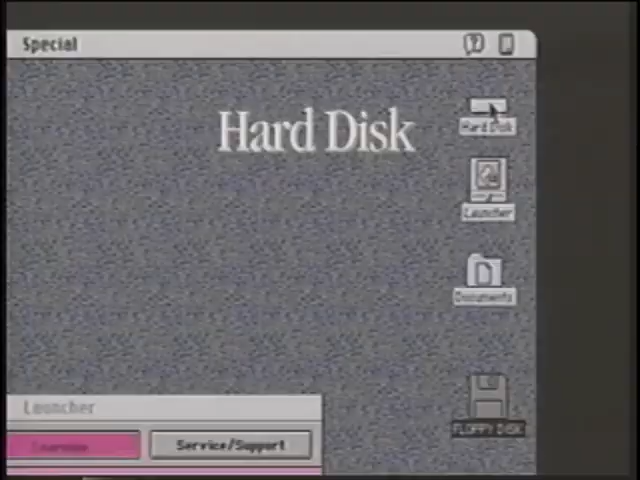 Special
Hard Disk
Hard Disk
Launcher
Documents
FLOPPY DISK
Launcher
Service/Support